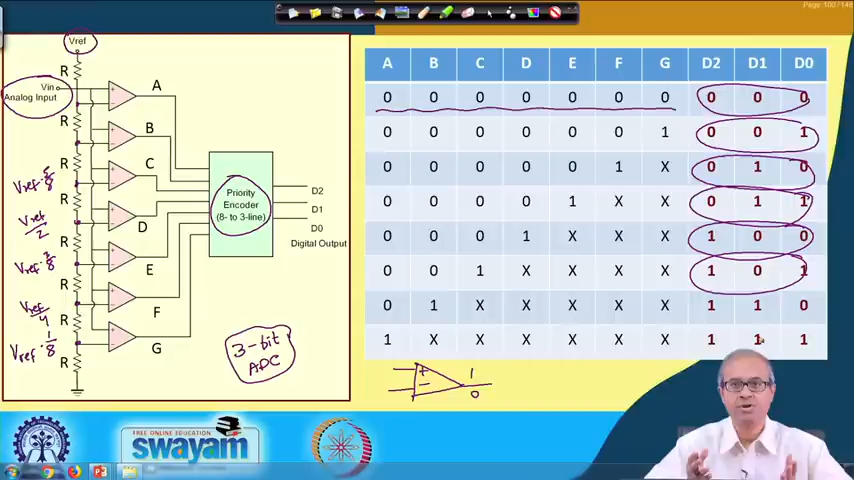 Page: 100 / 148
Vref
R
Vin
Analog Input
A
R
B
R
C
Vref·5/8
R
Vref/2
D
R
Vref·3/8
E
R
Vref/4
F
R
Vref·1/8
G
R
Priority
Encoder
(8- to 3-line)
D2
D1
D0
Digital Output
3-bit
ADC
A B C D E F G D2 D1 D0
0 0 0 0 0 0 0 0 0 0
0 0 0 0 0 0 1 0 0 1
0 0 0 0 0 1 X 0 1 0
0 0 0 0 1 X X 0 1 1
0 0 0 1 X X X 1 0 0
0 0 1 X X X X 1 0 1
0 1 X X X X X 1 1 0
1 X X X X X X 1 1 1
+ 1
− 0
FREE ONLINE EDUCATION
swayam